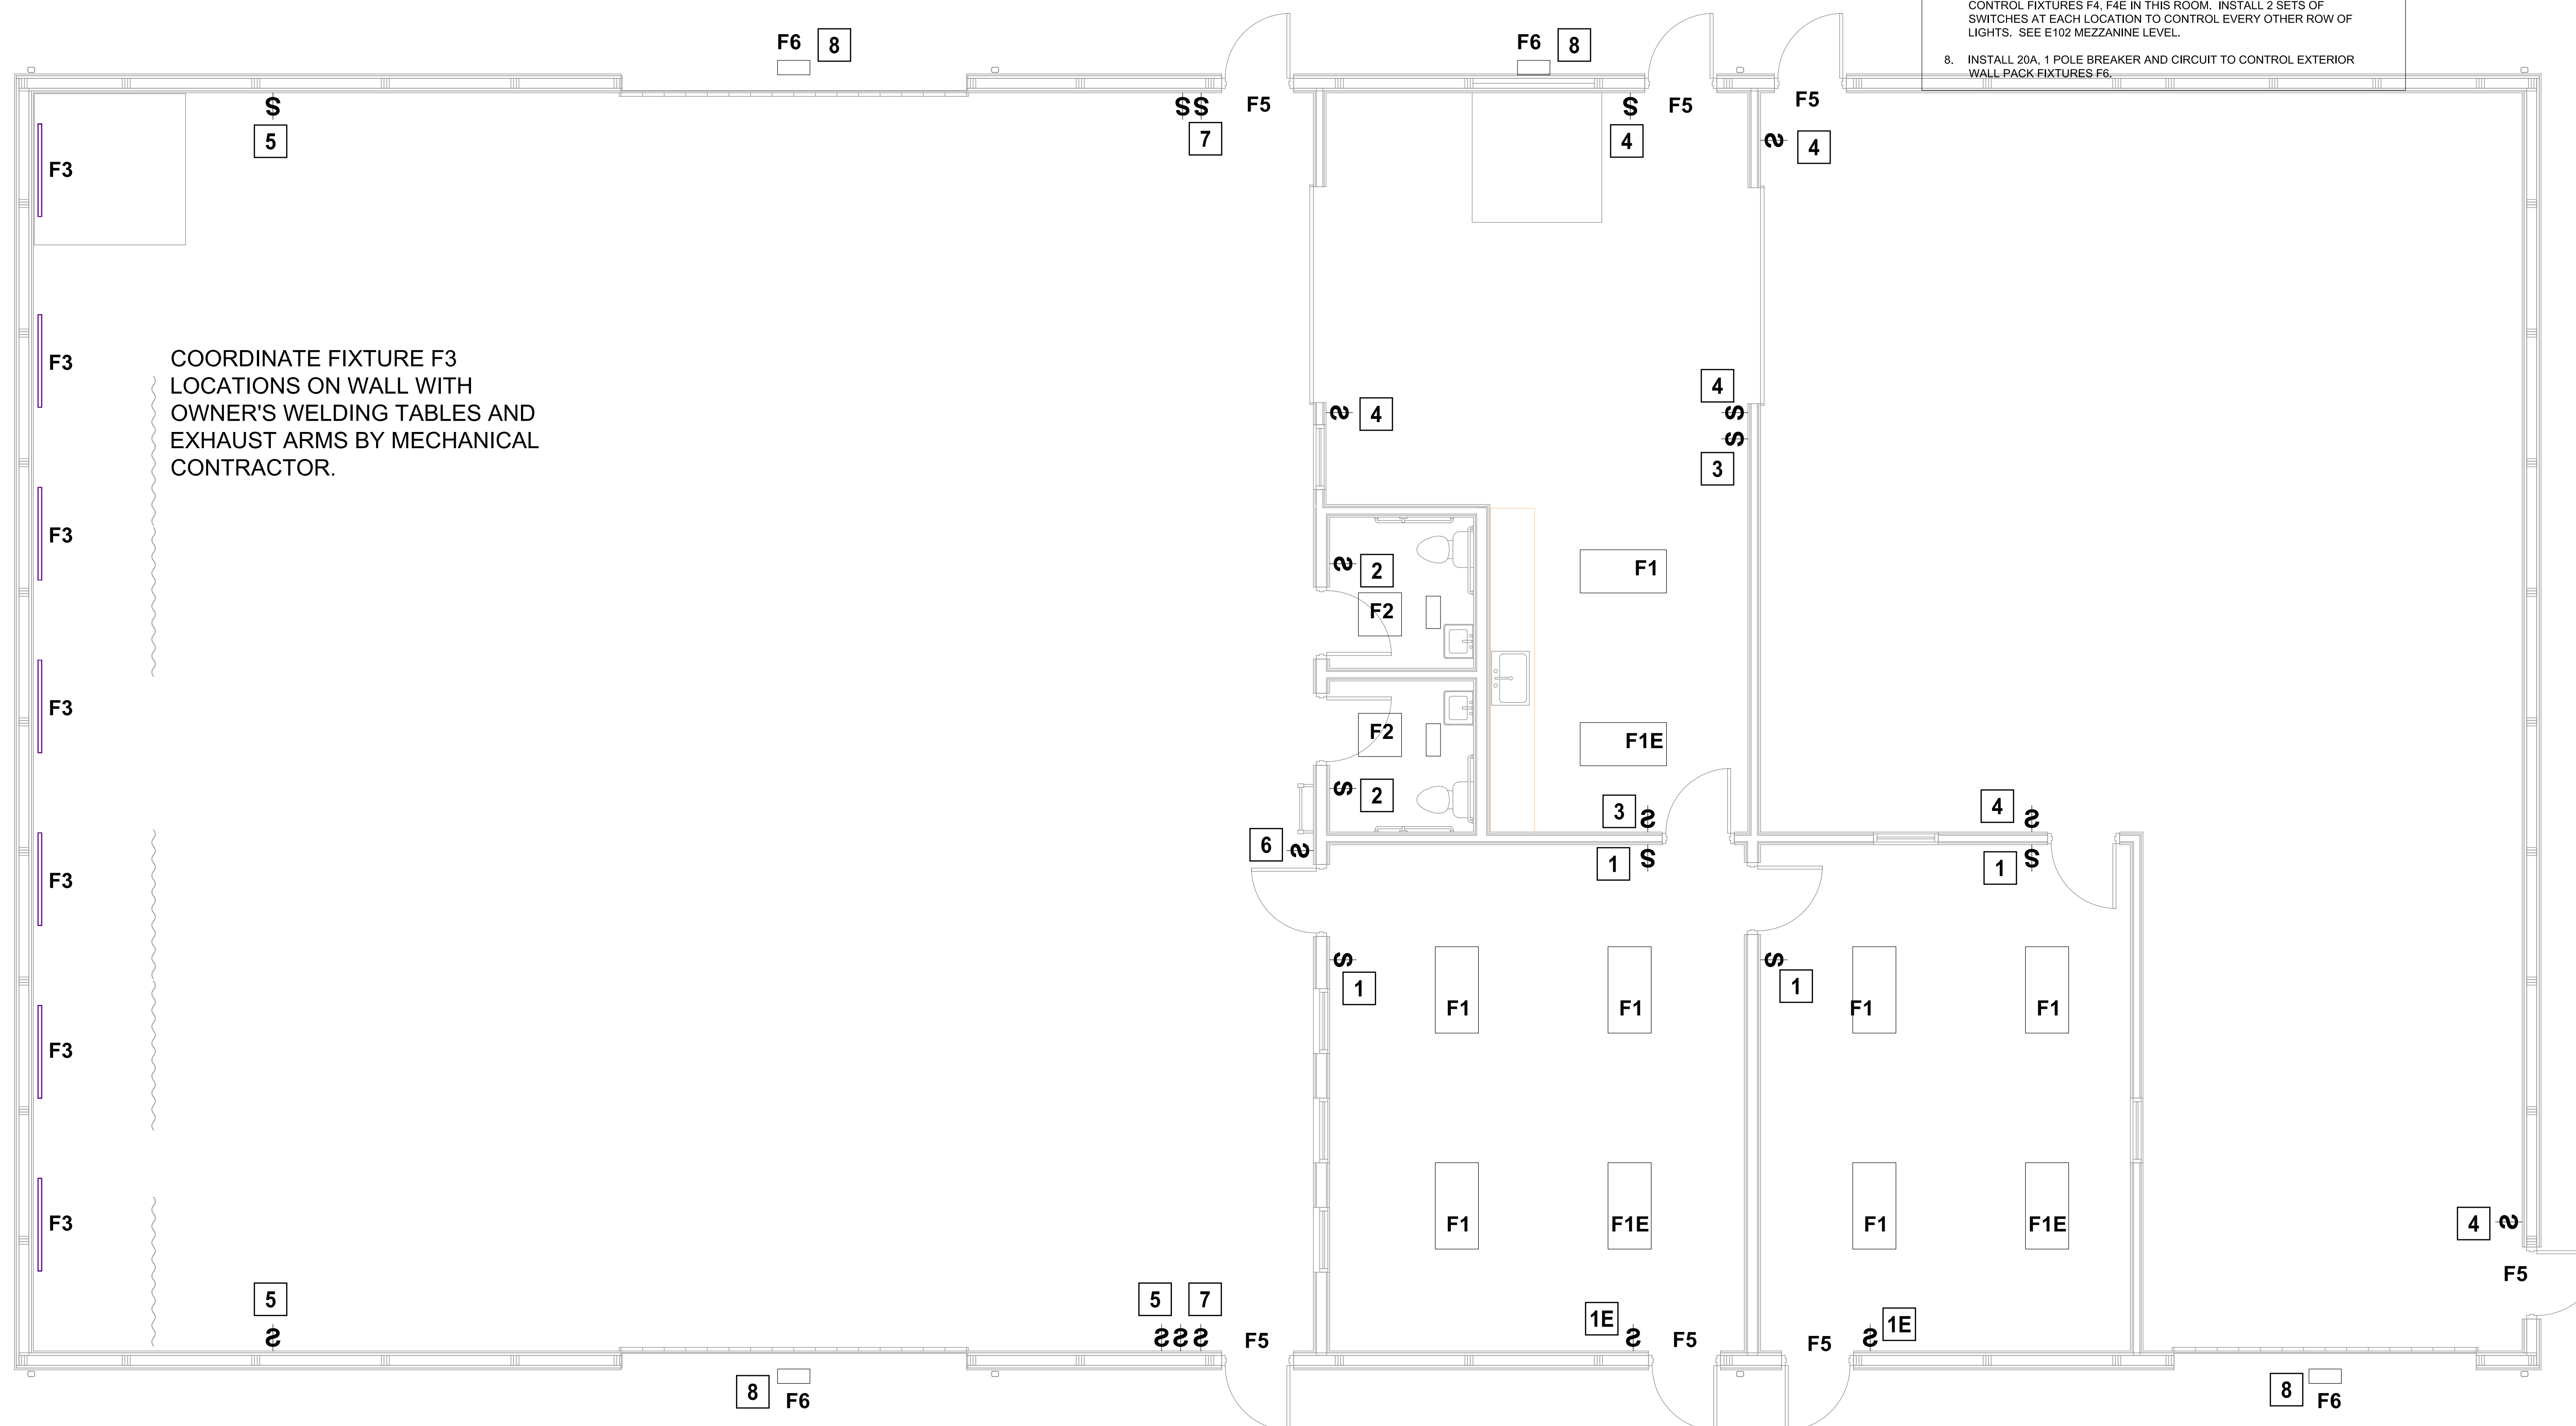 CONTROL FIXTURES F4, F4E IN THIS ROOM. INSTALL 2 SETS OF
SWITCHES AT EACH LOCATION TO CONTROL EVERY OTHER ROW OF
LIGHTS. SEE E102 MEZZANINE LEVEL.
8. INSTALL 20A, 1 POLE BREAKER AND CIRCUIT TO CONTROL EXTERIOR
WALL PACK FIXTURES F6.
F6 8
F6 8
S
5
S S
7
F5
S
4
F5
F5
S 4
F3
F3
COORDINATE FIXTURE F3
LOCATIONS ON WALL WITH
OWNER'S WELDING TABLES AND
EXHAUST ARMS BY MECHANICAL
CONTRACTOR.
4
S 4
S
S
3
F3
S 2
F1
F2
F3
F2
F1E
S 2
3 S
4 S
6 S
1 S
1 S
F3
S
1
S
1
F1
F1
F1
F1
F3
F3
F1
F1E
F1
F1E
4 S
F5
5
S
5 7
S S S
F5
1E S
F5
F5
S 1E
8 F6
8 F6